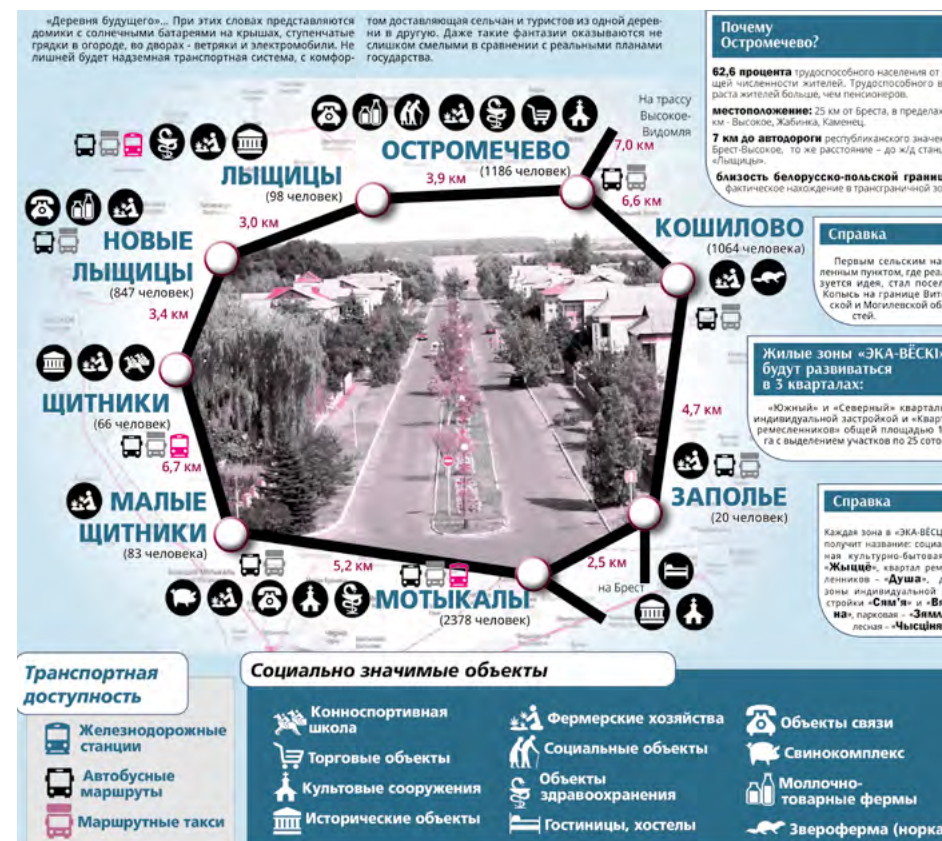 «Деревня будущего»... При этих словах представляются
домики с солнечными батареями на крышах, ступенчатые
грядки в огороде, во дворах - ветряки и электромобили. Не
лишней будет надземная транспортная система, с комфор-
том доставляющая сельчан и туристов из одной дерев-
ни в другую. Даже такие фантазии оказываются не
слишком смелыми в сравнении с реальными планами
государства.
Почему
Остромечево?
62,6 процента трудоспособного населения от
щей численности жителей. Трудоспособного в
раста жителей больше, чем пенсионеров.
местоположение: 25 км от Бреста, в пределах
км - Высокое, Жабинка, Каменец.
7 км до автодороги республиканского значе
Брест-Высокое, то же расстояние – до ж/д стан
«Лыщицы».
близость белорусско-польской границ
фактическое нахождение в трансграничной зо
На трассу
Высокое-
Видомля
7,0 км
ОСТРОМЕЧЕВО
(1186 человек)
3,9 км
6,6 км
ЛЫЩИЦЫ
(98 человек)
3,0 км
КОШИЛОВО
(1064 человека)
НОВЫЕ
ЛЫЩИЦЫ
(847 человек)
3,4 км
Справка
Первым сельским на
ленным пунктом, где реал
зуется идея, стал посел
Копысь на границе Вит
ской и Могилевской об
стей.
Жилые зоны «ЭКА-ВЁСКІ»
будут развиваться
в 3 кварталах:
«Южный» и «Северный» квартал
индивидуальной застройкой и «Квар
ремесленников» общей площадью 1
га с выделением участков по 25 сото
ЩИТНИКИ
(66 человек)
6,7 км
4,7 км
ЗАПОЛЬЕ
(20 человек)
МАЛЫЕ
ЩИТНИКИ
(83 человека)
5,2 км
2,5 км
на Брест
МОТЫКАЛЫ
(2378 человек)
Справка
Каждая зона в «ЭКА-ВЁСЦ
получит название: социа
ная культурно-бытовая
«Жыццё», квартал рем
ленников - «Душа»,
зоны индивидуальной
стройки «Сям'я» и «В
на», парковая - «Зямл
лесная - «Чысціня
Транспортная
доступность
Железнодорожные
станции
Автобусные
маршруты
Маршрутные такси
Социально значимые объекты
Конноспортивная
школа
Торговые объекты
Культовые сооружения
Исторические объекты
Фермерские хозяйства
Социальные объекты
Объекты
здравоохранения
Гостиницы, хостелы
Объекты связи
Свинокомплекс
Моллочно-
товарные фермы
Звероферма (норка